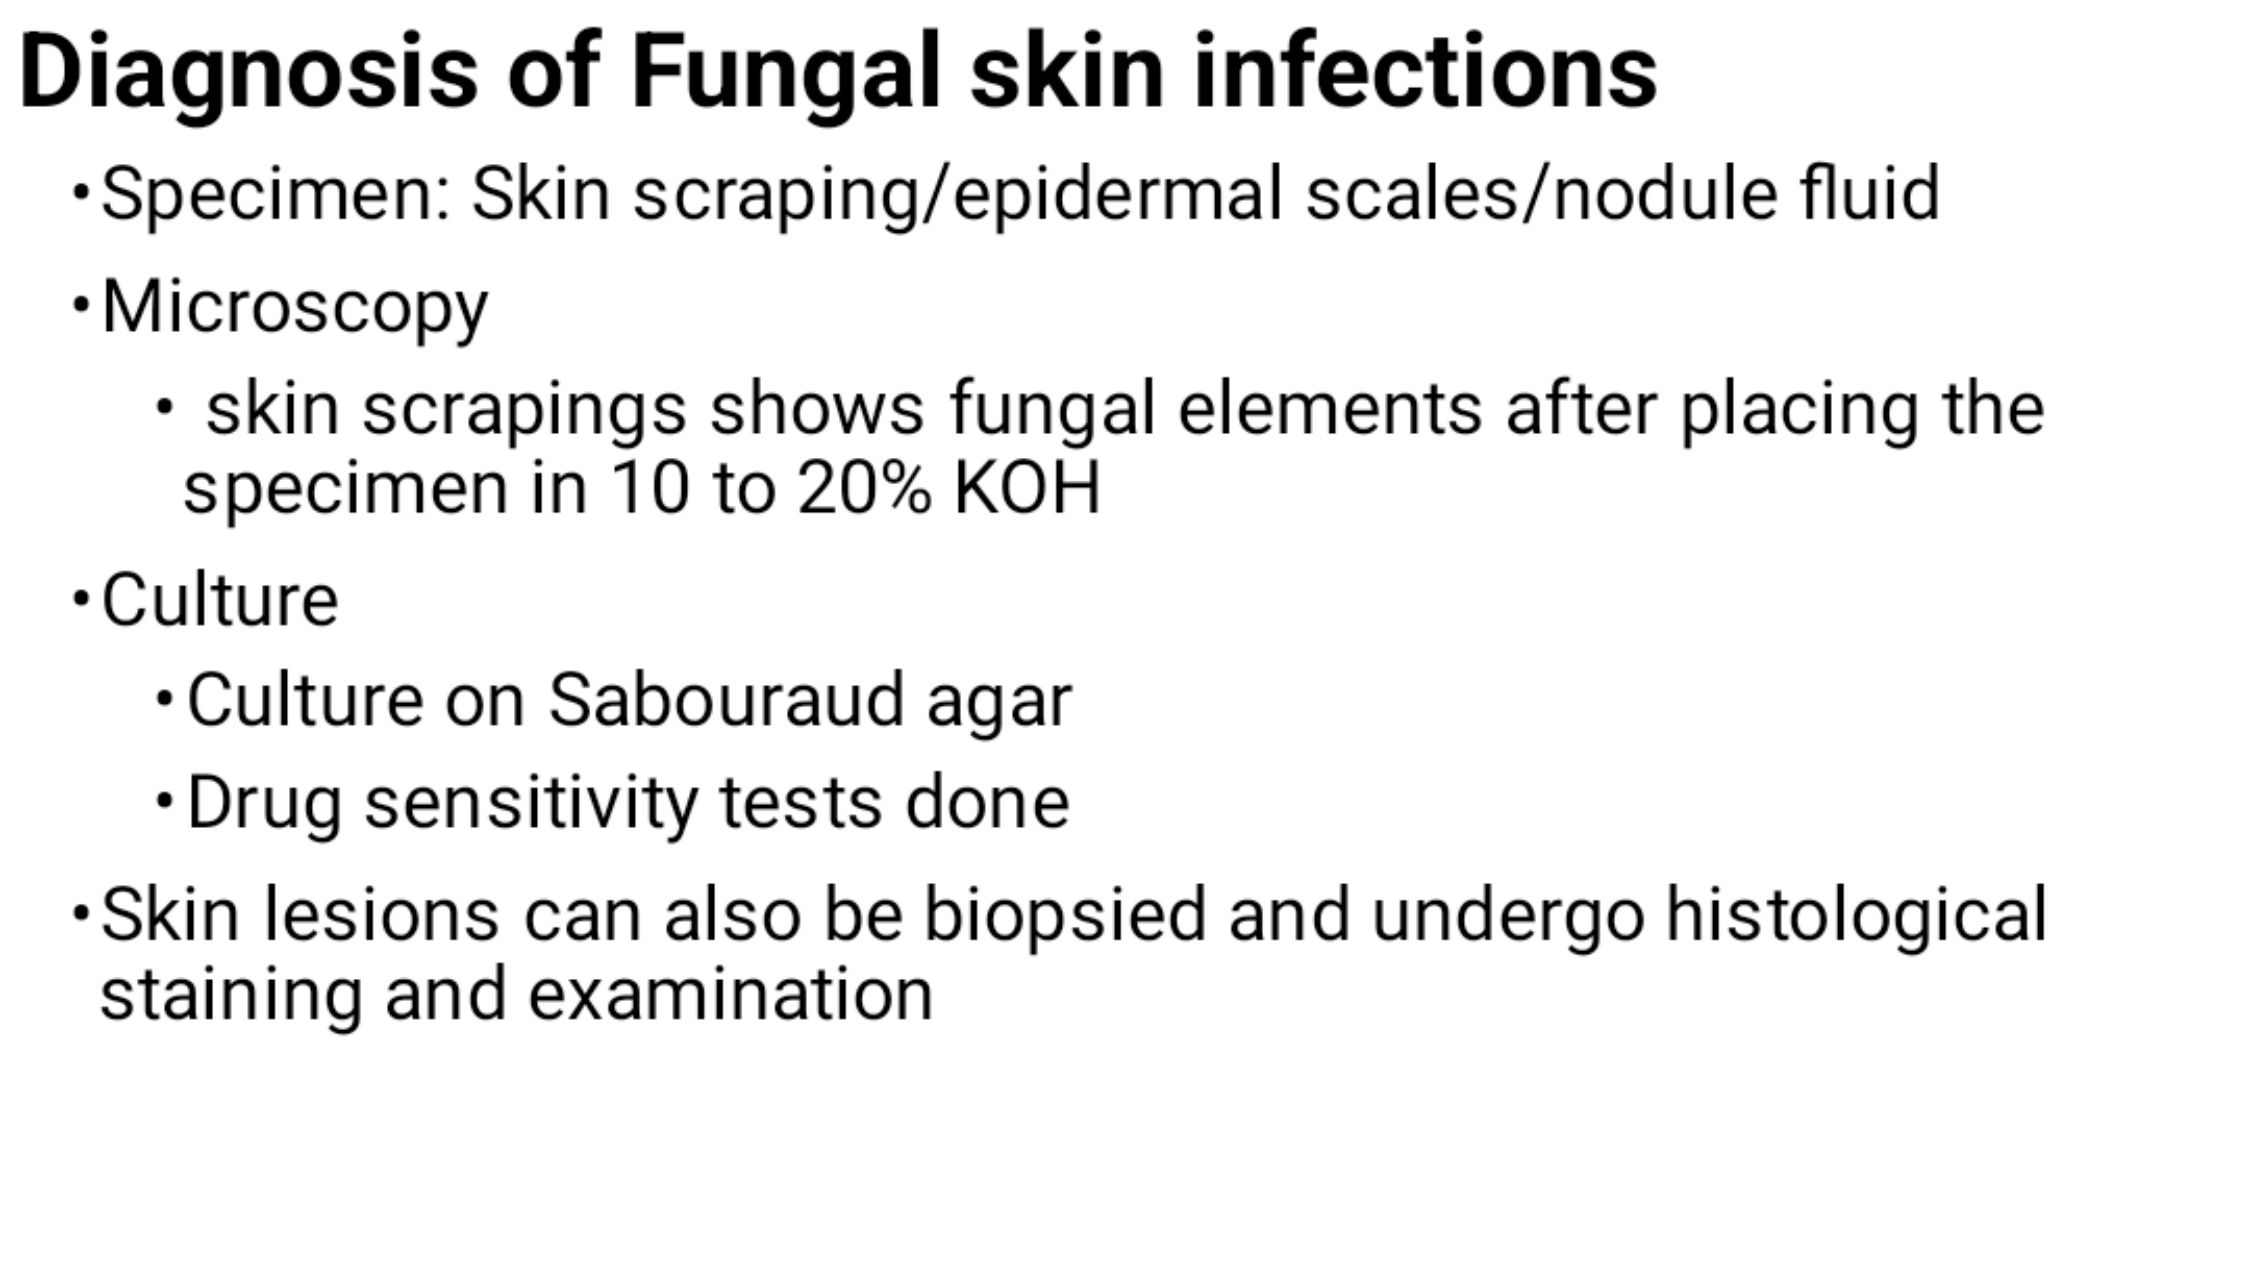 Diagnosis of Fungal skin infections
•Specimen: Skin scraping/epidermal scales/nodule fluid
•Microscopy
• skin scrapings shows fungal elements after placing the
specimen in 10 to 20% KOH
•Culture
•Culture on Sabouraud agar
•Drug sensitivity tests done
•Skin lesions can also be biopsied and undergo histological
staining and examination